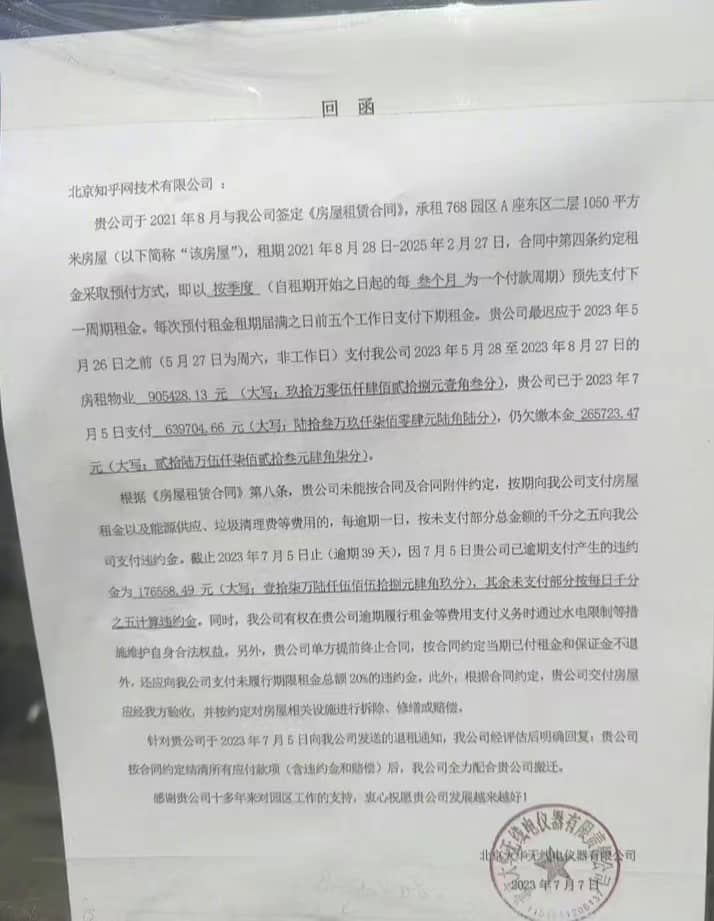 回 函
北京知乎网技术有限公司：
贵公司于 2021 年 8 月与我公司签定《房屋租赁合同》，承租 768 园区 A 座东区二层 1050 平方
米房屋（以下简称“该房屋”），租期 2021 年 8 月 28 日-2025 年 2 月 27 日，合同中第四条约定租
金采取预付方式，即以 按季度 （自租期开始之日起的每 叁个月 为一个付款周期）预先支付下
一周期租金。每次预付租金租期届满之日前五个工作日支付下期租金。贵公司最迟应于 2023 年 5
月 26 日之前（5 月 27 日为周六，非工作日）支付我公司 2023 年 5 月 28 至 2023 年 8 月 27 日的
房租物业 905428.13 元 （大写：玖拾万零伍仟肆佰贰拾捌元壹角叁分），贵公司已于 2023 年 7
月 5 日支付 639704.66 元（大写：陆拾叁万玖仟柒佰零肆元陆角陆分），仍欠缴本金 265723.47
元（大写：贰拾陆万伍仟柒佰贰拾叁元肆角柒分）。
根据《房屋租赁合同》第八条，贵公司未能按合同及合同附件约定，按期向我公司支付房屋
租金以及能源供应、垃圾清理费等费用的，每逾期一日，按未支付部分总金额的千分之五向我公
司支付违约金。截止 2023 年 7 月 5 日止（逾期 39 天），因 7 月 5 日贵公司已逾期支付产生的违约
金为 176558.49 元（大写：壹拾柒万陆仟伍佰伍拾捌元肆角玖分），其余未支付部分按每日千分
之五计算违约金。同时，我公司有权在贵公司逾期履行租金等费用支付义务时通过水电限制等措
施维护自身合法权益。另外，贵公司单方提前终止合同，按合同约定当期已付租金和保证金不退
外，还应向我公司支付未履行期限租金总额 20%的违约金。此外，根据合同约定，贵公司交付房屋
应经我方验收，并按约定对房屋相关设施进行拆除、修缮或赔偿。
针对贵公司于 2023 年 7 月 5 日向我公司发送的退租通知，我公司经评估后明确回复：贵公司
按合同约定结清所有应付款项（含违约金和赔偿）后，我公司全力配合贵公司搬迁。
感谢贵公司十多年来对园区工作的支持，衷心祝愿贵公司发展越来越好！
北京大华无线电仪器有限公司
2023 年 7 月 7 日